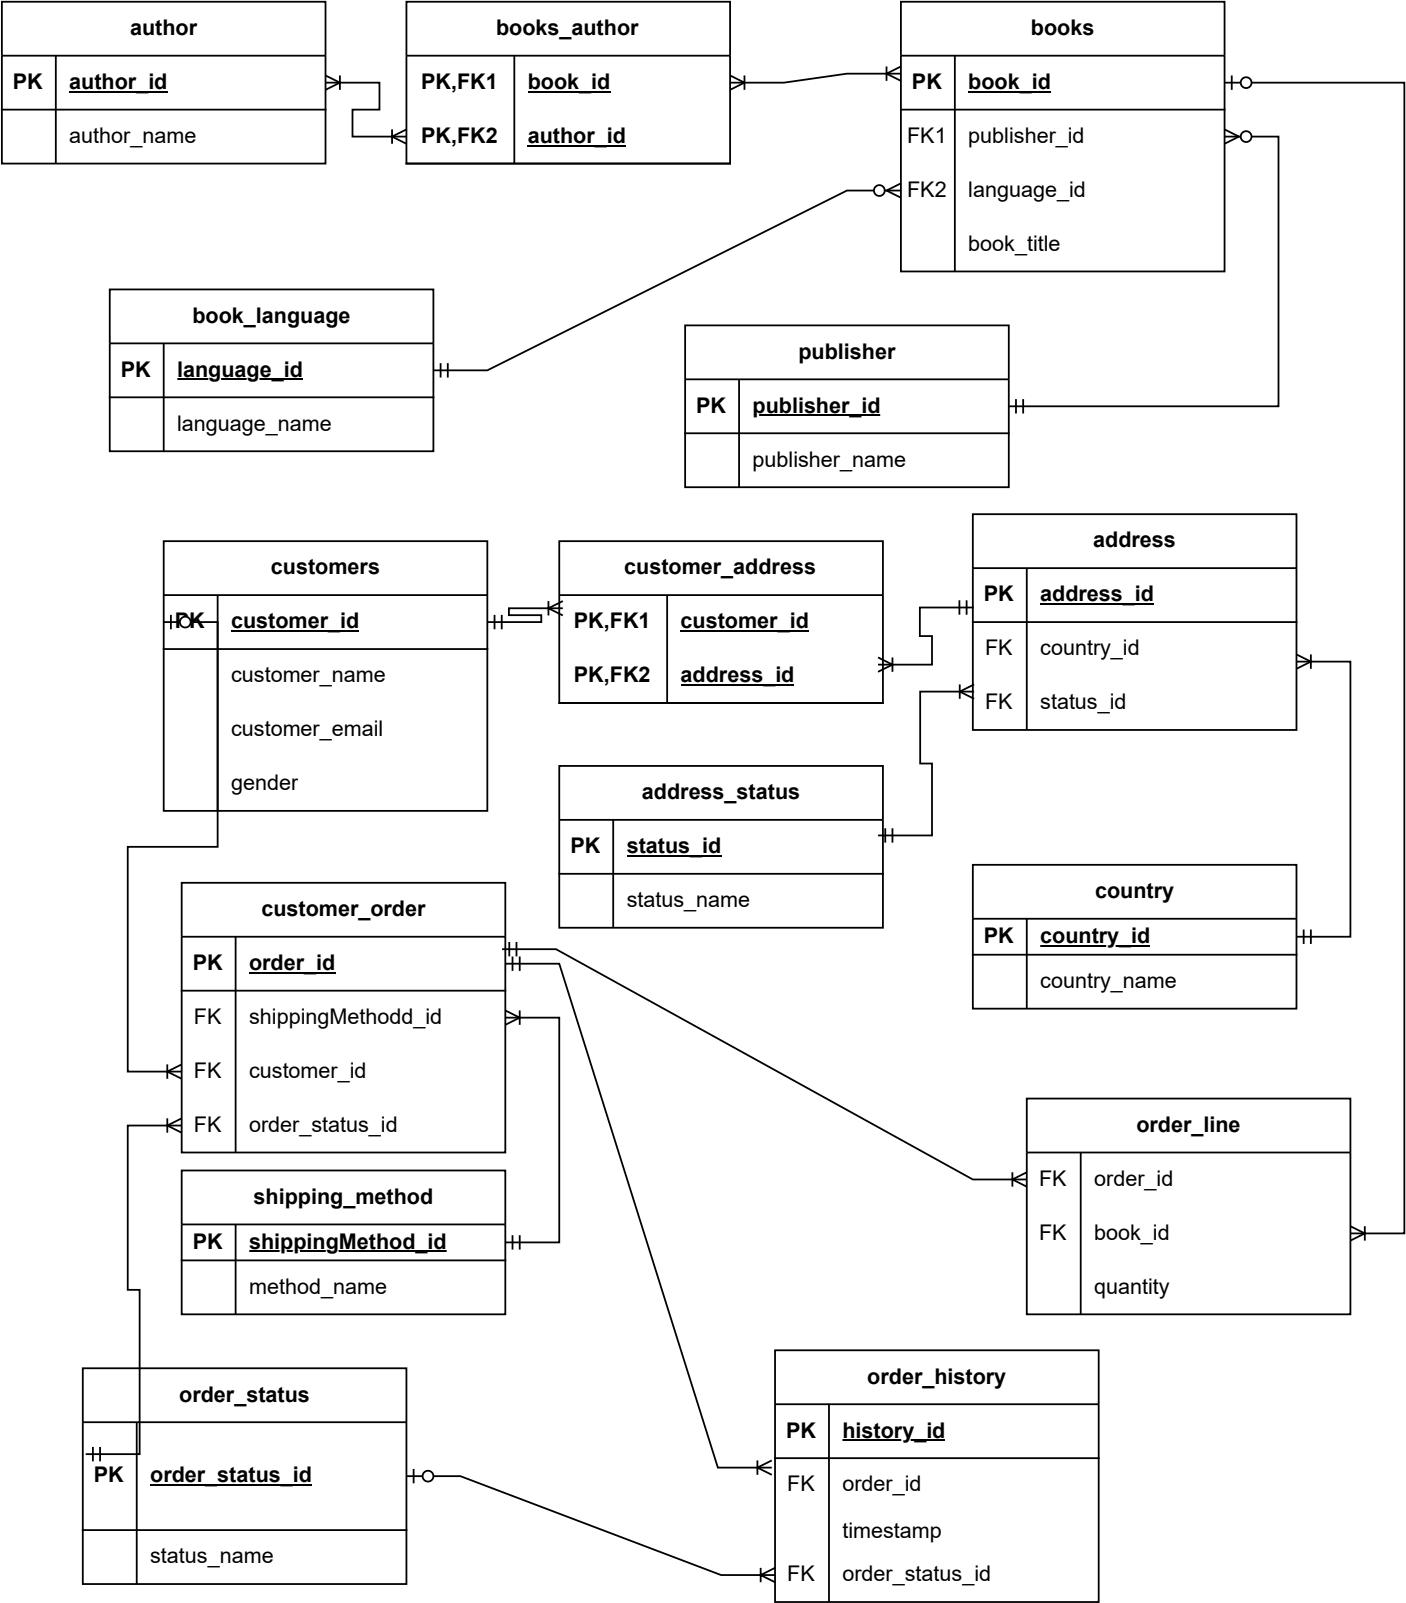 author
PK author_id
author_name
books_author
PK,FK1 book_id
PK,FK2 author_id
books
PK book_id
FK1 publisher_id
FK2 language_id
book_title
book_language
PK language_id
language_name
publisher
PK publisher_id
publisher_name
customers
PK customer_id
customer_name
customer_email
gender
customer_address
PK,FK1 customer_id
PK,FK2 address_id
address
PK address_id
FK country_id
FK status_id
address_status
PK status_id
status_name
country
PK country_id
country_name
customer_order
PK order_id
FK shippingMethodd_id
FK customer_id
FK order_status_id
shipping_method
PK shippingMethod_id
method_name
order_line
FK order_id
FK book_id
quantity
order_status
PK order_status_id
status_name
order_history
PK history_id
FK order_id
timestamp
FK order_status_id